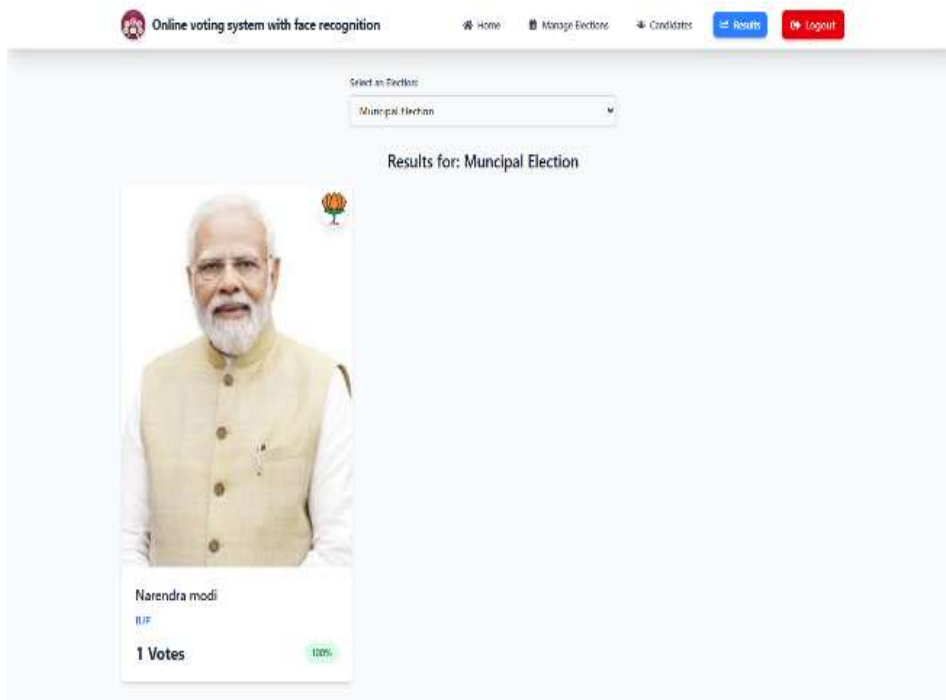 Online voting system with face recognition
Home
Manage Elections
Candidates
Results
Logout
Select an Election:
Muncipal Election
Results for: Muncipal Election
Narendra modi
BJP
1 Votes
100%